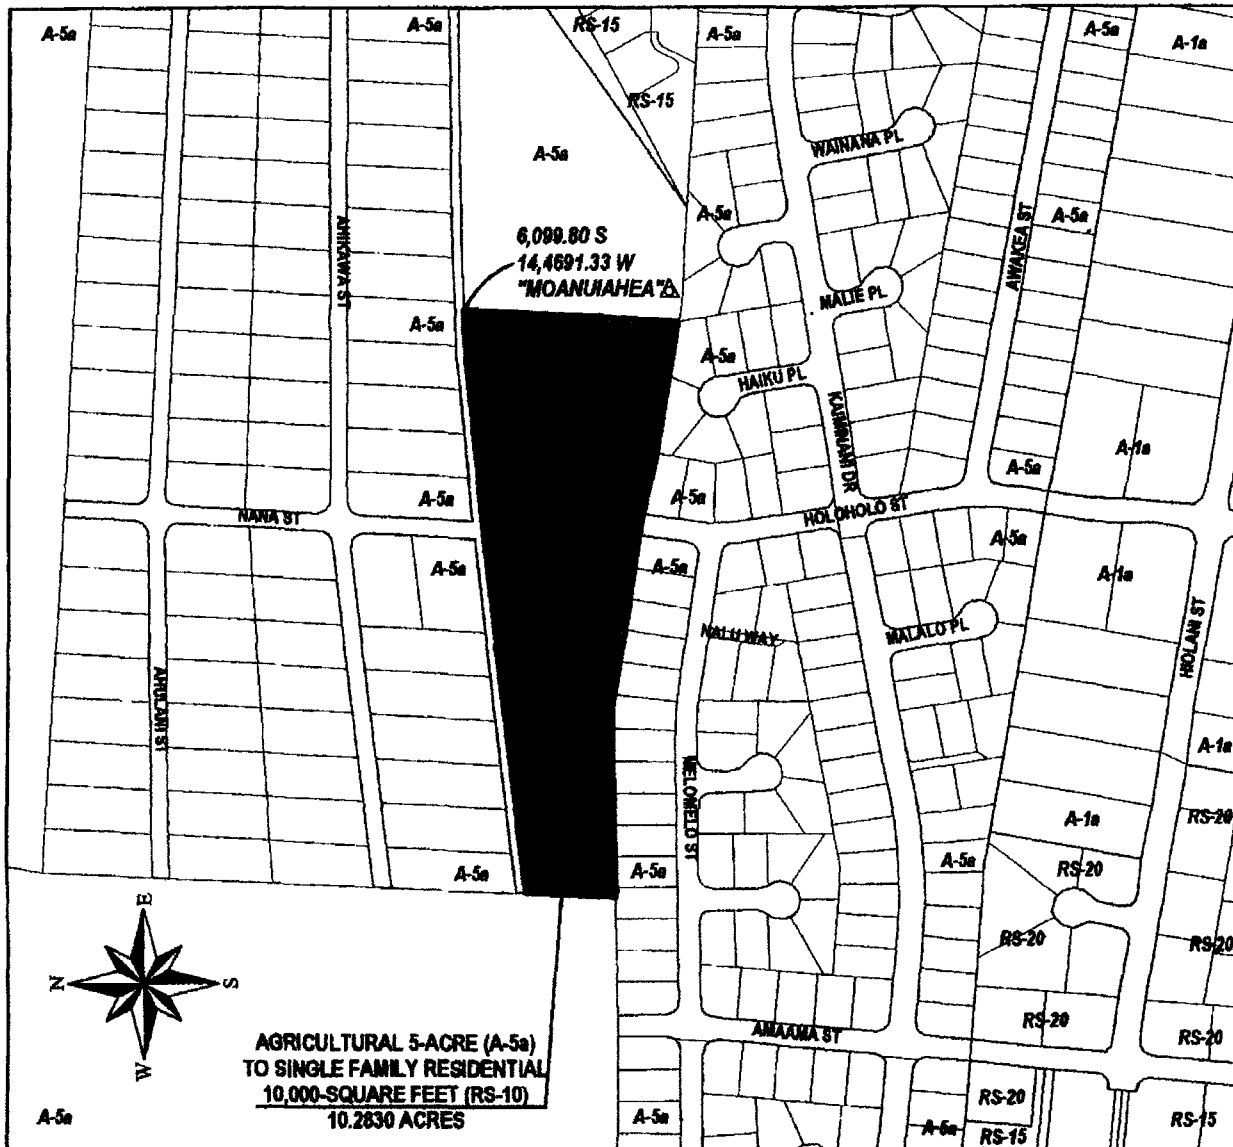 A-5a
A-5a
RS-15
A-5a
A-5a
A-1a
RS-15
WAINANA PL
A-5a
A-5a
A-5a
AWAKEA ST
6,099.80 S
14,4691.33 W
"MOANUIAHEA"
MALIE PL
A-5a
A-5a
HAIKU PL
A-1a
A-5a
A-5a
A-5a
NANA ST
HOLOHOLO ST
A-5a
A-5a
A-5a
A-1a
NALU WAY
MALALO PL
HIOLANI ST
AHULANI ST
A-1a
MELOMELO ST
RS-20
A-1a
A-5a
A-5a
A-5a
RS-20
RS-20
RS-20
E
N
S
W
RS-20
RS-20
AMAAMA ST
AGRICULTURAL 5-ACRE (A-5a)
TO SINGLE FAMILY RESIDENTIAL
10,000-SQUARE FEET (RS-10)
10.2830 ACRES
RS-20
A-5a
A-5a
A-5a
RS-15
RS-15